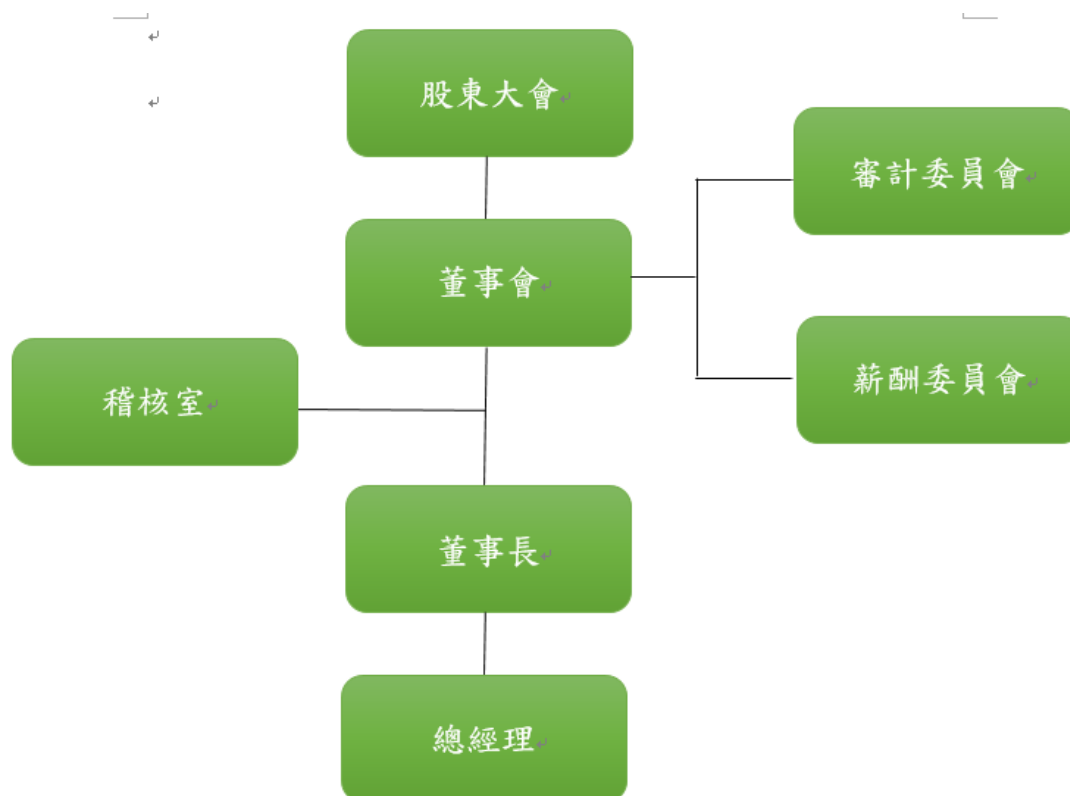 股東大會
審計委員會
董事會
薪酬委員會
稽核室
董事長
總經理